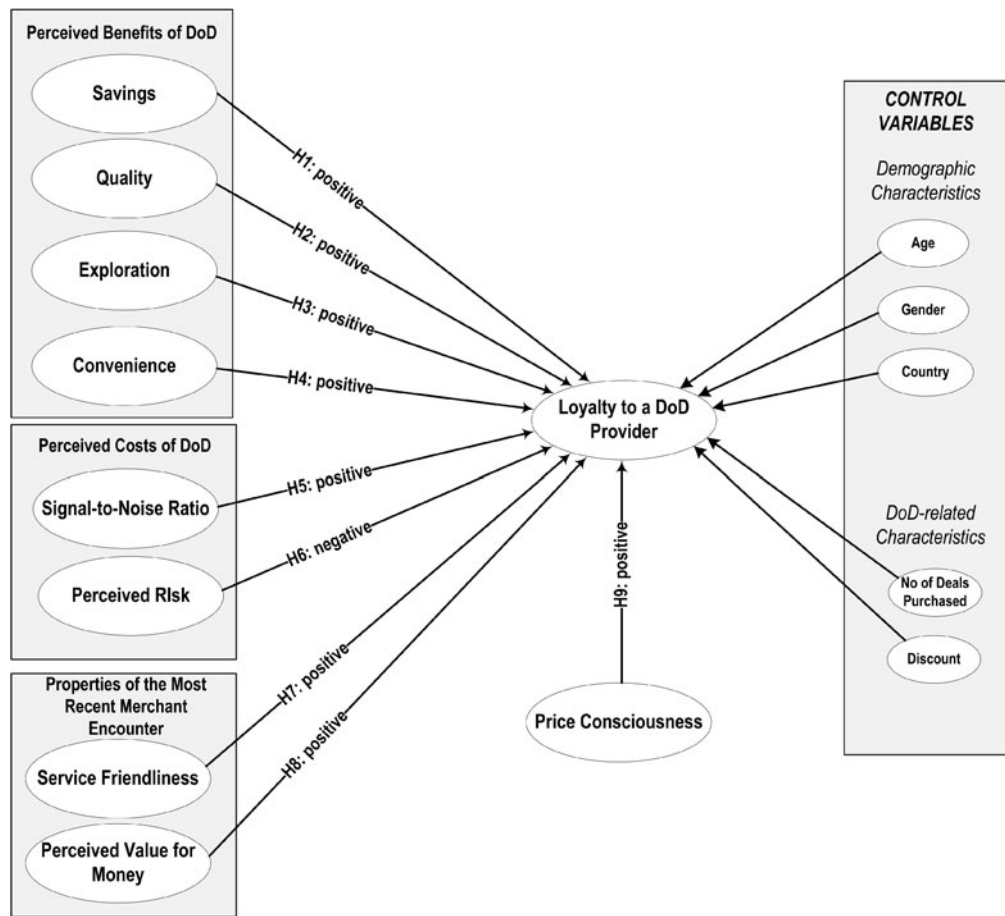 Perceived Benefits of DoD
Savings
Quality
Exploration
Convenience
H1: positive
H2: positive
H3: positive
H4: positive
Perceived Costs of DoD
Signal-to-Noise Ratio
Perceived RIsk
H5: positive
H6: negative
Properties of the Most
Recent Merchant
Encounter
Service Friendliness
Perceived Value for
Money
H7: positive
H8: positive
Loyalty to a DoD
Provider
H9: positive
Price Consciousness
CONTROL
VARIABLES
Demographic
Characteristics
Age
Gender
Country
DoD-related
Characteristics
No of Deals
Purchased
Discount